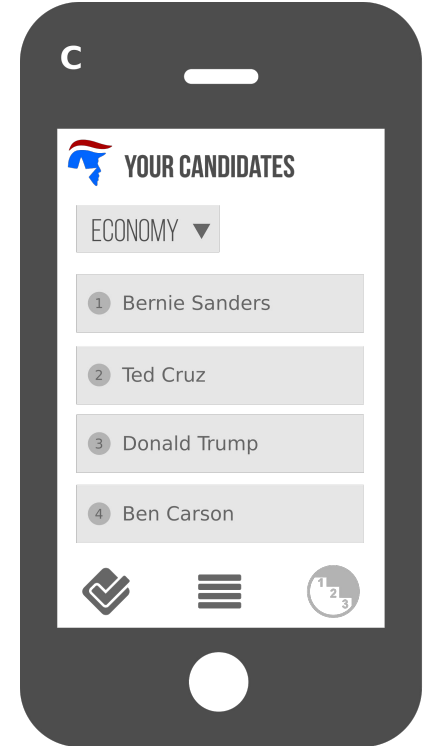 C
YOUR CANDIDATES
ECONOMY
1 Bernie Sanders
2 Ted Cruz
3 Donald Trump
4 Ben Carson
1
2
3